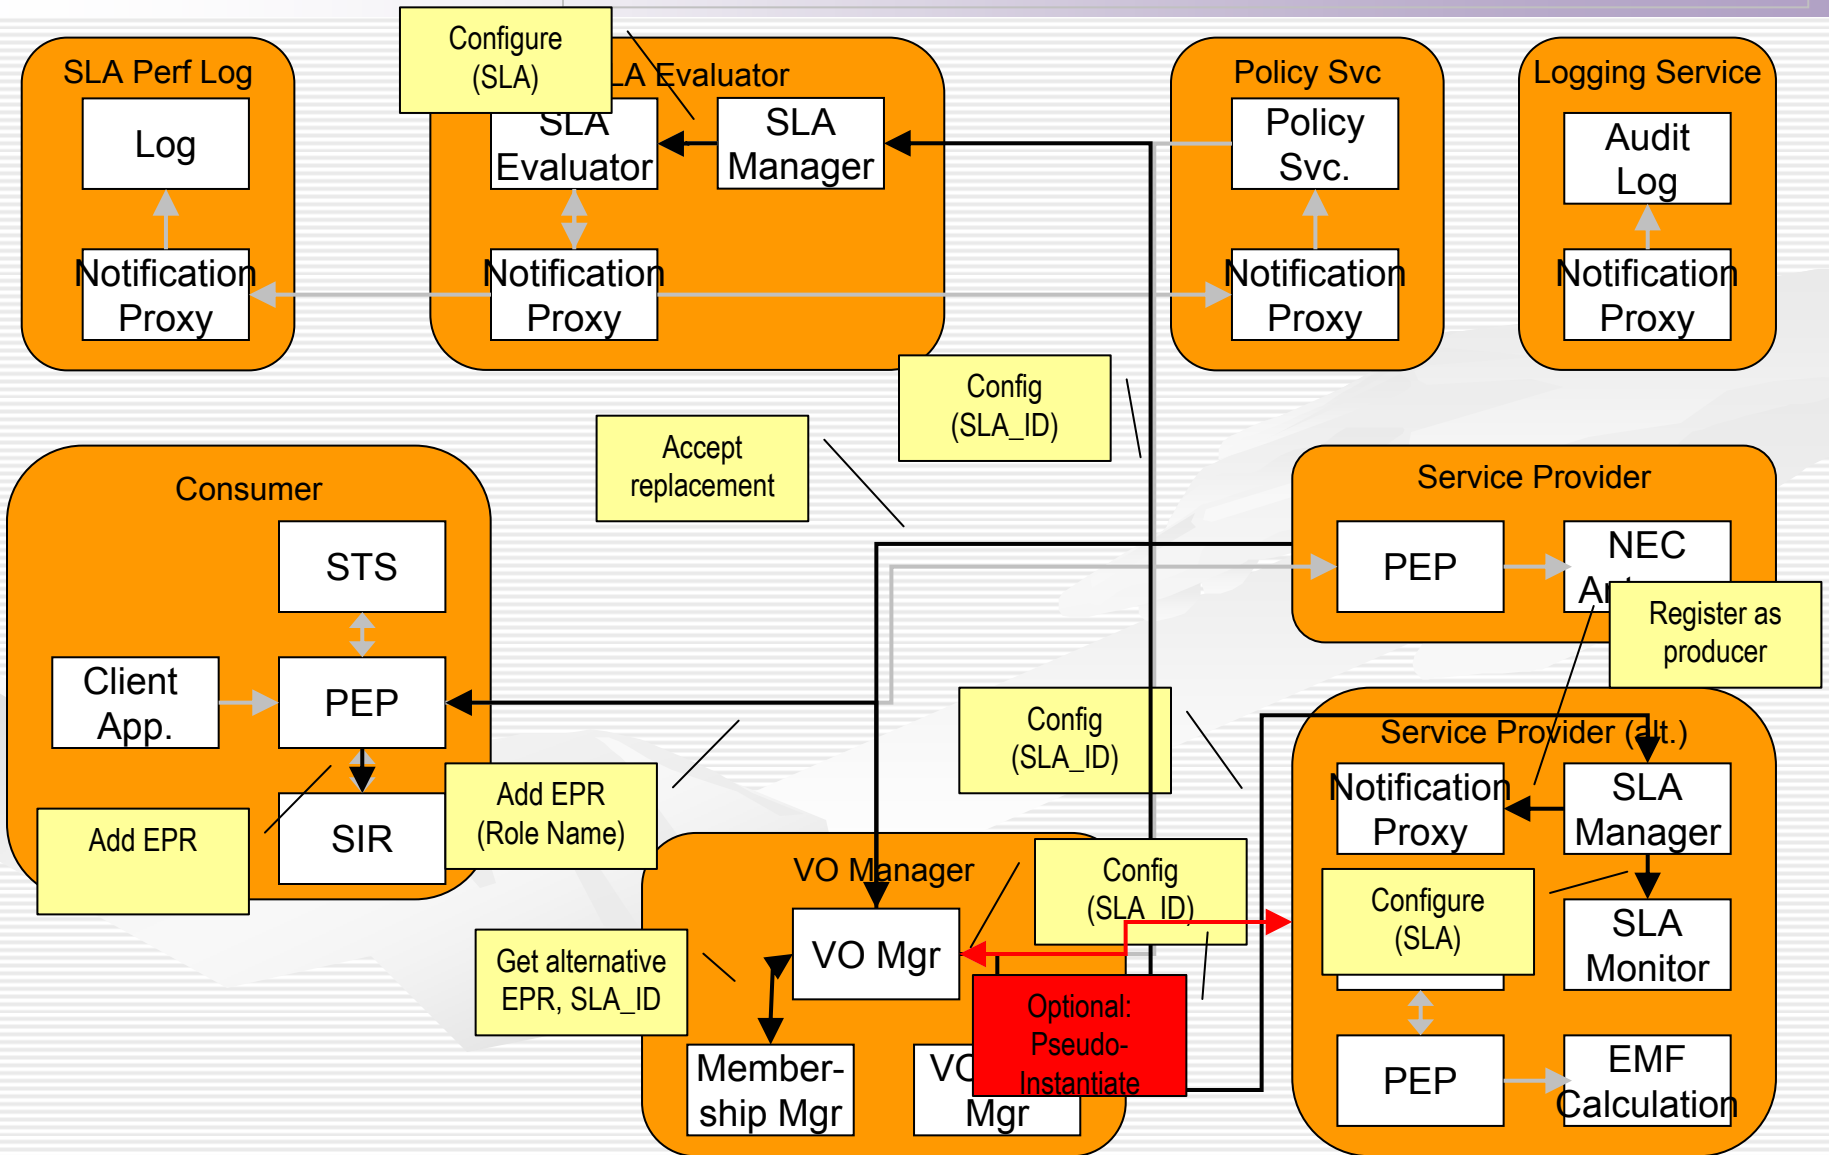 Configure
(SLA)
SLA Perf Log
LA Evaluator
Policy Svc
Logging Service
Log
SLA
Evaluator
SLA
Manager
Policy
Svc.
Audit
Log
Notification
Proxy
Notification
Proxy
Notification
Proxy
Notification
Proxy
Config
(SLA_ID)
Accept
replacement
Consumer
STS
Client
App.
PEP
SIR
Add EPR
Add EPR
(Role Name)
Config
(SLA_ID)
Service Provider
PEP
NEC
Register as
producer
Service Provider (alt.)
Notification
Proxy
SLA
Manager
Configure
(SLA)
SLA
Monitor
PEP
EMF
Calculation
VO Manager
Config
(SLA_ID)
VO Mgr
Get alternative
EPR, SLA_ID
Optional:
Pseudo-
Instantiate
Member-
ship Mgr
Mgr